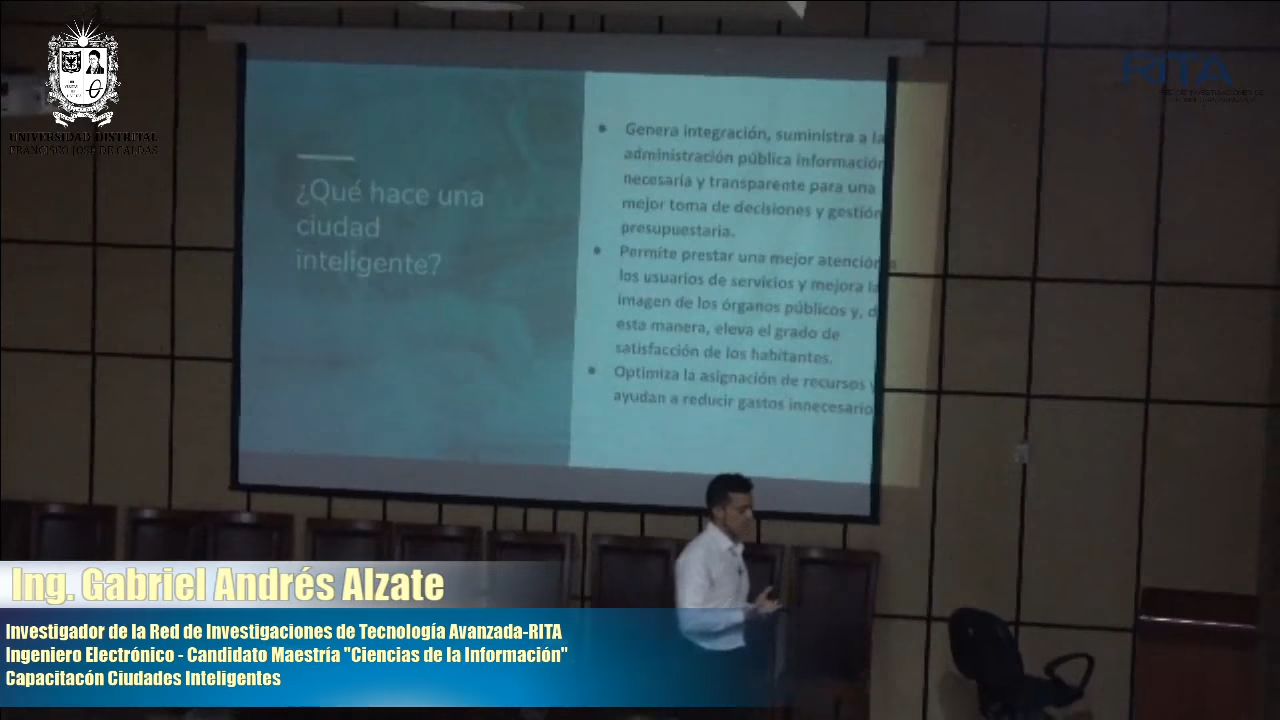 UNIVERSIDAD DISTRITAL
FRANCISCO JOSÉ DE CALDAS
RITA
¿Qué hace una
ciudad
inteligente?
● Genera integración, suministra a la
administración pública información
necesaria y transparente para una
mejor toma de decisiones y gestión
presupuestaria.
● Permite prestar una mejor atención a
los usuarios de servicios y mejora la
imagen de los órganos públicos y, d
esta manera, eleva el grado de
satisfacción de los habitantes.
● Optimiza la asignación de recursos y
ayudan a reducir gastos innecesario
Ing. Gabriel Andrés Alzate
Investigador de la Red de Investigaciones de Tecnología Avanzada-RITA
Ingeniero Electrónico - Candidato Maestría "Ciencias de la Información"
Capacitacón Ciudades Inteligentes